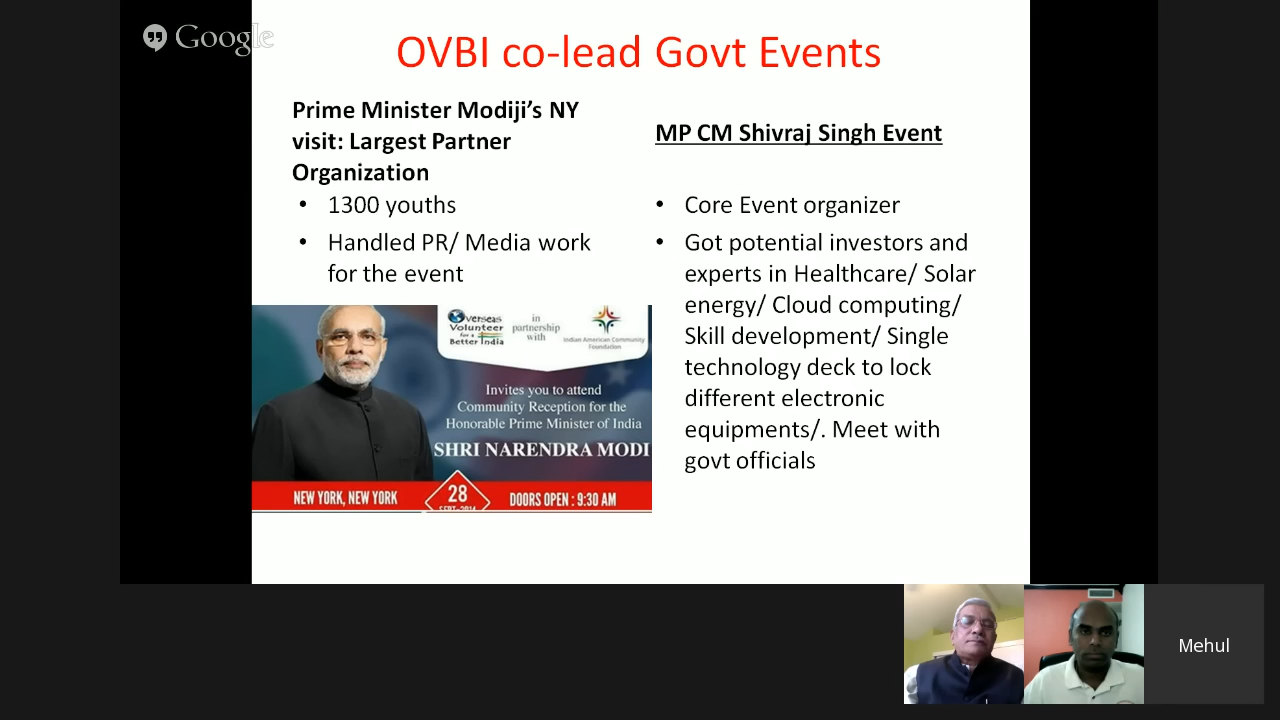 Google
OVBI co-lead Govt Events
Prime Minister Modiji’s NY
visit: Largest Partner
Organization
• 1300 youths
• Handled PR/ Media work
for the event
Overseas
Volunteer
for a
Better India
in
partnership
with
Indian American Community
Foundation
Invites you to attend
Community Reception for the
Honorable Prime Minister of India
SHRI NARENDRA MODI
NEW YORK, NEW YORK
28
SEPT-2014
DOORS OPEN : 9:30 AM
MP CM Shivraj Singh Event
• Core Event organizer
• Got potential investors and
experts in Healthcare/ Solar
energy/ Cloud computing/
Skill development/ Single
technology deck to lock
different electronic
equipments/. Meet with
govt officials
Mehul